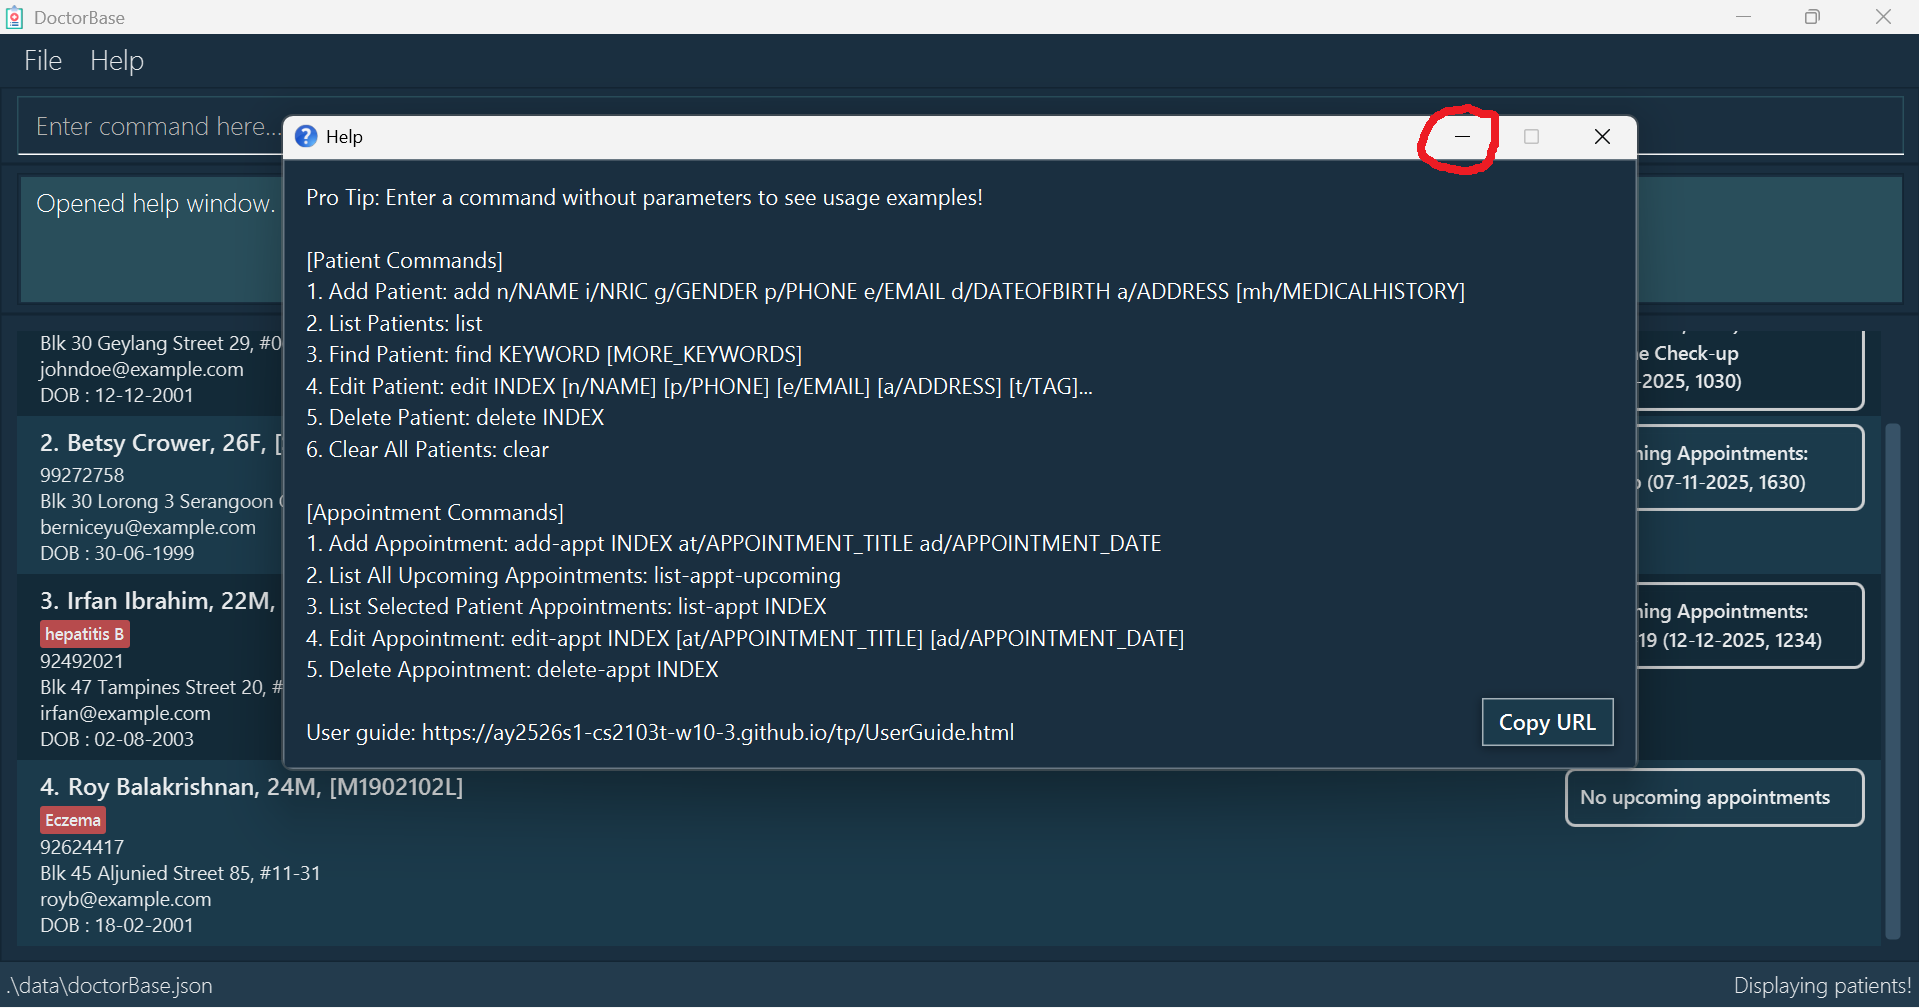 DoctorBase
File Help
Enter command here...
Help
Opened help window.
Pro Tip: Enter a command without parameters to see usage examples!
[Patient Commands]
1. Add Patient: add n/NAME i/NRIC g/GENDER p/PHONE e/EMAIL d/DATEOFBIRTH a/ADDRESS [mh/MEDICALHISTORY]
2. List Patients: list
3. Find Patient: find KEYWORD [MORE_KEYWORDS]
4. Edit Patient: edit INDEX [n/NAME] [p/PHONE] [e/EMAIL] [a/ADDRESS] [t/TAG]...
5. Delete Patient: delete INDEX
6. Clear All Patients: clear
[Appointment Commands]
1. Add Appointment: add-appt INDEX at/APPOINTMENT_TITLE ad/APPOINTMENT_DATE
2. List All Upcoming Appointments: list-appt-upcoming
3. List Selected Patient Appointments: list-appt INDEX
4. Edit Appointment: edit-appt INDEX [at/APPOINTMENT_TITLE] [ad/APPOINTMENT_DATE]
5. Delete Appointment: delete-appt INDEX
User guide: https://ay2526s1-cs2103t-w10-3.github.io/tp/UserGuide.html
Copy URL
Blk 30 Geylang Street 29, #0
johndoe@example.com
DOB : 12-12-2001
e Check-up
-2025, 1030)
2. Betsy Crower, 26F, [
99272758
Blk 30 Lorong 3 Serangoon
berniceyu@example.com
DOB : 30-06-1999
ning Appointments:
(07-11-2025, 1630)
3. Irfan Ibrahim, 22M,
hepatitis B
92492021
Blk 47 Tampines Street 20, #
irfan@example.com
DOB : 02-08-2003
ning Appointments:
19 (12-12-2025, 1234)
4. Roy Balakrishnan, 24M, [M1902102L]
Eczema
92624417
Blk 45 Aljunied Street 85, #11-31
royb@example.com
DOB : 18-02-2001
No upcoming appointments
.\data\doctorBase.json
Displaying patients!